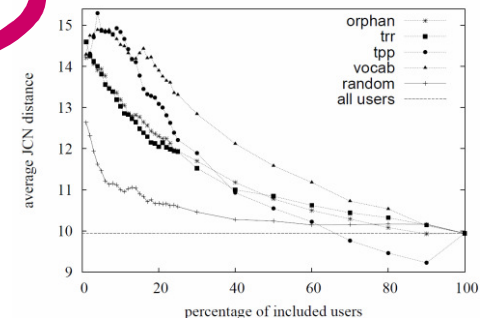 orphan
trr
tpp
vocab
random
all users
average JCN distance
15
14
13
12
11
10
9
0 20 40 60 80 100
percentage of included users